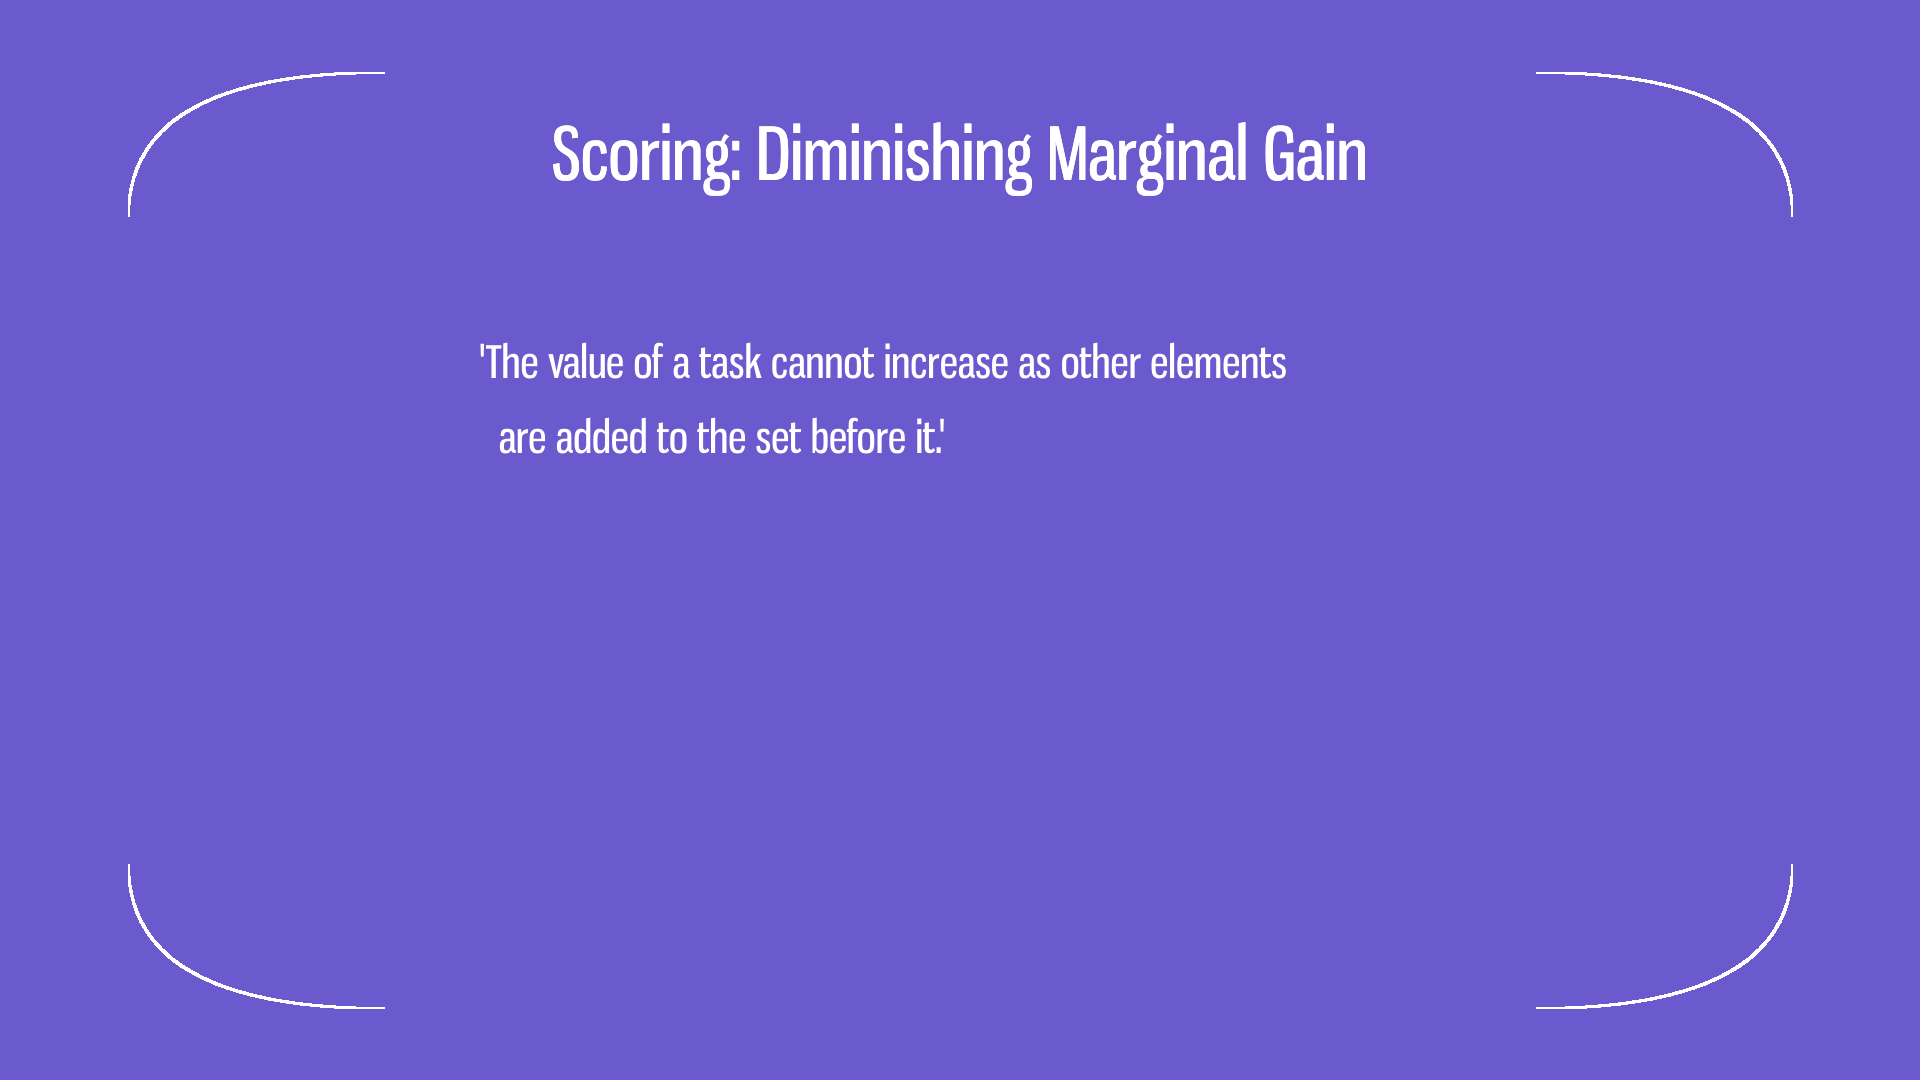 Scoring: Diminishing Marginal Gain
'The value of a task cannot increase as other elements
are added to the set before it.'